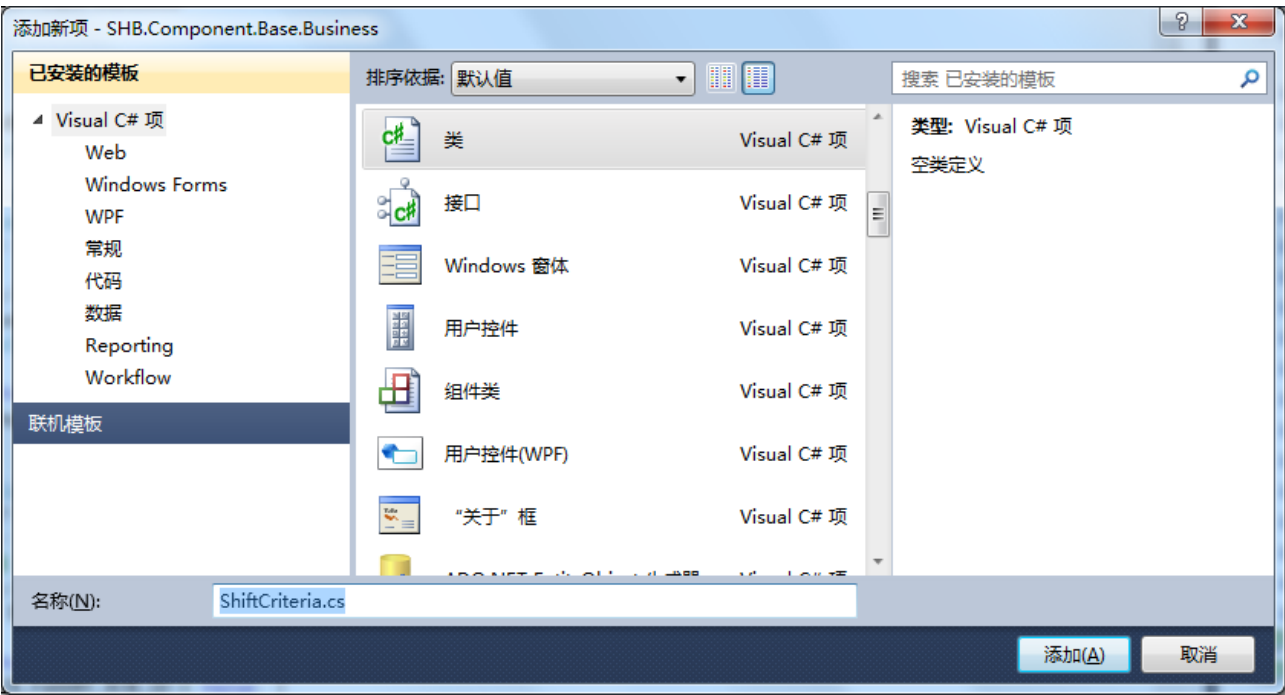 添加新项 - SHB.Component.Base.Business
已安装的模板
排序依据: 默认值
搜索 已安装的模板
Visual C# 项
Web
Windows Forms
WPF
常规
代码
数据
Reporting
Workflow
联机模板
类 Visual C# 项
接口 Visual C# 项
Windows 窗体 Visual C# 项
用户控件 Visual C# 项
组件类 Visual C# 项
用户控件(WPF) Visual C# 项
“关于”框 Visual C# 项
类型: Visual C# 项
空类定义
名称(N): ShiftCriteria.cs
添加(A) 取消